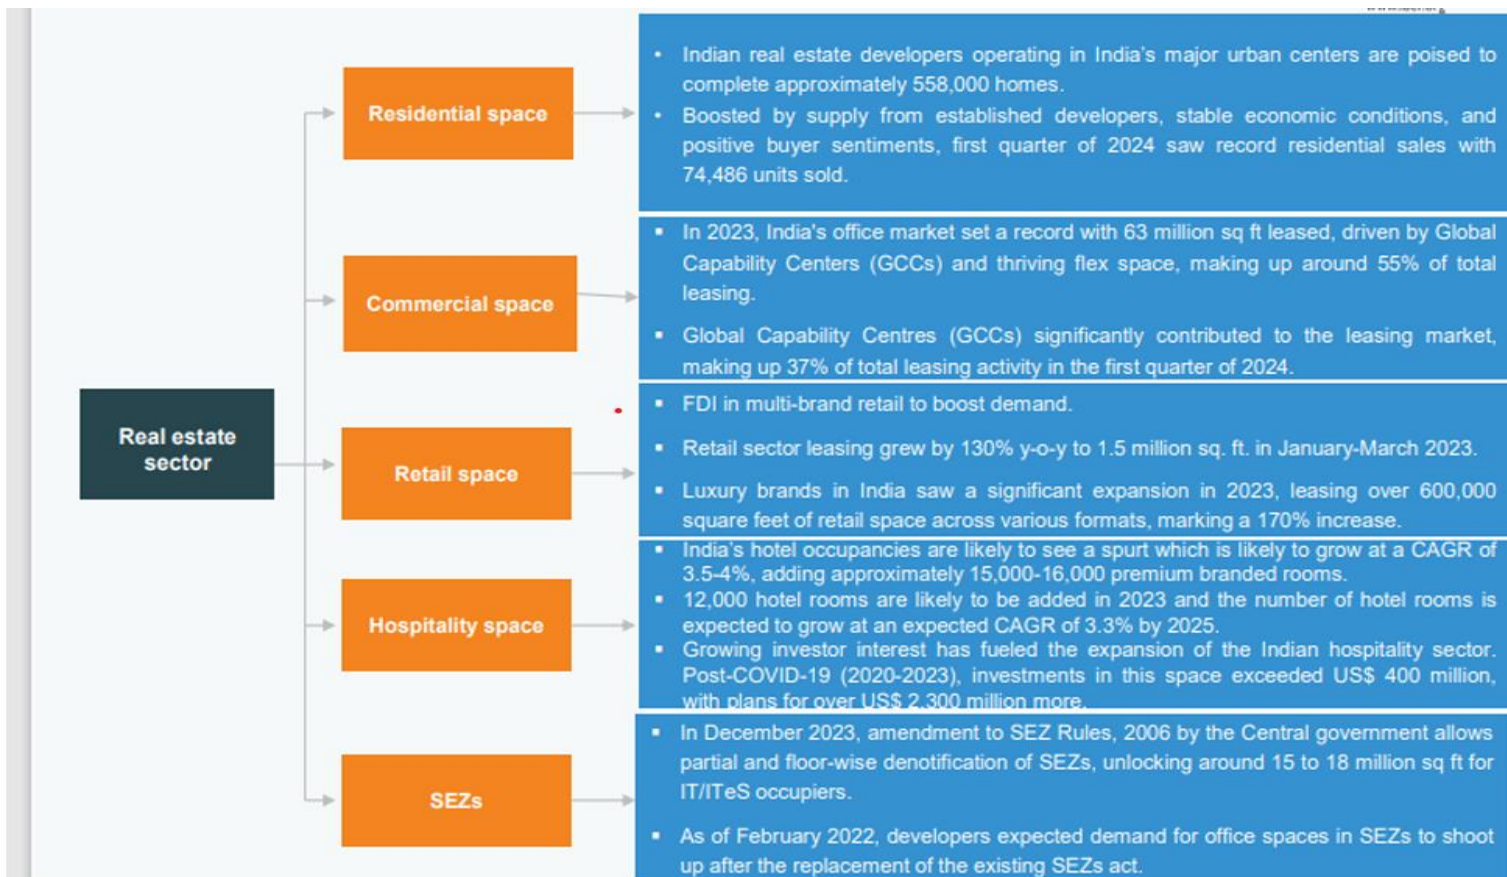 Real estate
sector
Residential space
• Indian real estate developers operating in India's major urban centers are poised to
complete approximately 558,000 homes.
• Boosted by supply from established developers, stable economic conditions, and
positive buyer sentiments, first quarter of 2024 saw record residential sales with
74,486 units sold.
Commercial space
▪ In 2023, India's office market set a record with 63 million sq ft leased, driven by Global
Capability Centers (GCCs) and thriving flex space, making up around 55% of total
leasing.
▪ Global Capability Centres (GCCs) significantly contributed to the leasing market,
making up 37% of total leasing activity in the first quarter of 2024.
Retail space
▪ FDI in multi-brand retail to boost demand.
▪ Retail sector leasing grew by 130% y-o-y to 1.5 million sq. ft. in January-March 2023.
▪ Luxury brands in India saw a significant expansion in 2023, leasing over 600,000
square feet of retail space across various formats, marking a 170% increase.
Hospitality space
▪ India's hotel occupancies are likely to see a spurt which is likely to grow at a CAGR of
3.5-4%, adding approximately 15,000-16,000 premium branded rooms.
▪ 12,000 hotel rooms are likely to be added in 2023 and the number of hotel rooms is
expected to grow at an expected CAGR of 3.3% by 2025.
▪ Growing investor interest has fueled the expansion of the Indian hospitality sector.
Post-COVID-19 (2020-2023), investments in this space exceeded US$ 400 million,
with plans for over US$ 2,300 million more.
SEZs
▪ In December 2023, amendment to SEZ Rules, 2006 by the Central government allows
partial and floor-wise denotification of SEZs, unlocking around 15 to 18 million sq ft for
IT/ITeS occupiers.
▪ As of February 2022, developers expected demand for office spaces in SEZs to shoot
up after the replacement of the existing SEZs act.